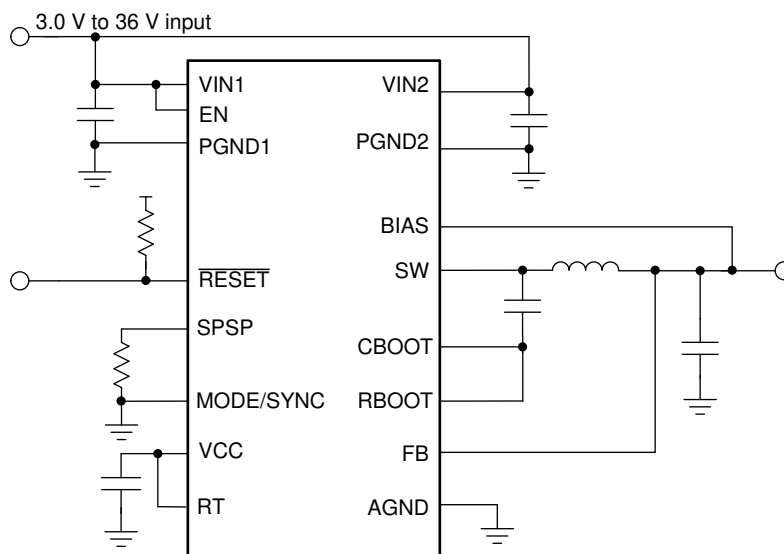 3.0 V to 36 V input
VIN1
EN
PGND1
RESET
SPSP
MODE/SYNC
VCC
RT
VIN2
PGND2
BIAS
SW
CBOOT
RBOOT
FB
AGND